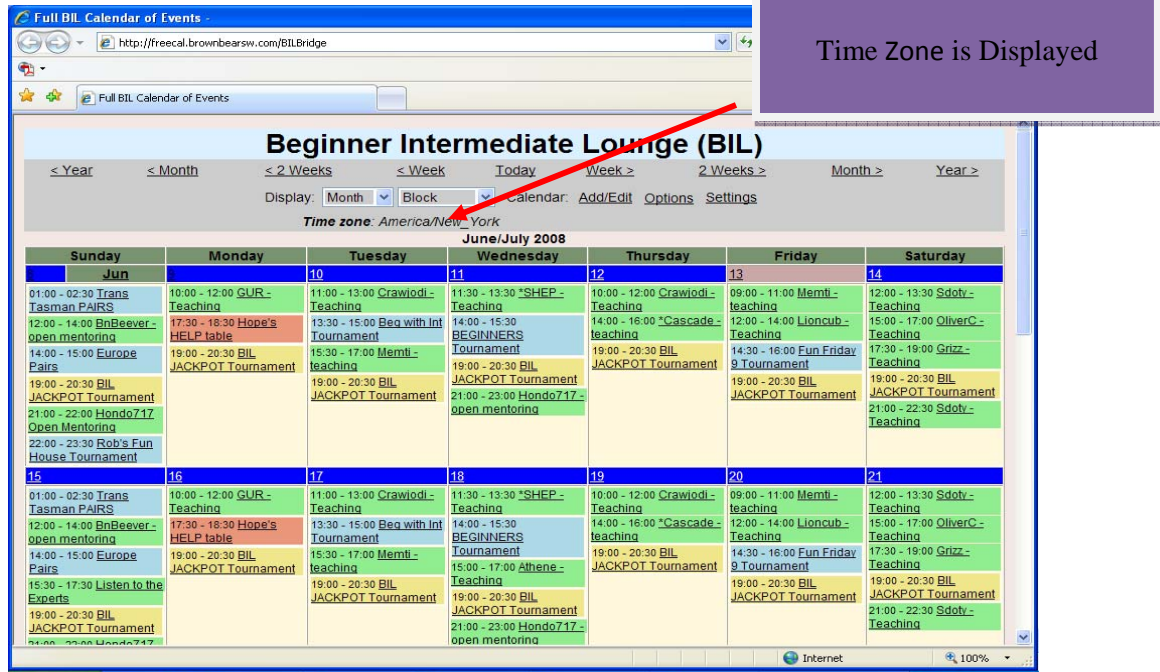 Full BIL Calendar of Events -
Time Zone is Displayed
http://freecal.brownbearsw.com/BILBridge
Full BIL Calendar of Events
Beginner Intermediate Lounge (BIL)
< Year < Month < 2 Weeks < Week Today Week > 2 Weeks > Month > Year >
Display: Month Block Calendar: Add/Edit Options Settings
Time zone: America/New_York
June/July 2008
Sunday Monday Tuesday Wednesday Thursday Friday Saturday
Jun 9 10 11 12 13 14
01:00 - 02:30 Trans
Tasman PAIRS
12:00 - 14:00 BnBeever -
open mentoring
14:00 - 15:00 Europe
Pairs
19:00 - 20:30 BIL
JACKPOT Tournament
21:00 - 22:00 Hondo717
Open Mentoring
22:00 - 23:30 Rob's Fun
House Tournament
10:00 - 12:00 GUR -
Teaching
17:30 - 18:30 Hope's
HELP table
19:00 - 20:30 BIL
JACKPOT Tournament
11:00 - 13:00 Crawjodi -
Teaching
13:30 - 15:00 Beg with Int
Tournament
15:30 - 17:00 Memti -
teaching
19:00 - 20:30 BIL
JACKPOT Tournament
11:30 - 13:30 *SHEP -
Teaching
14:00 - 15:30
BEGINNERS
Tournament
19:00 - 20:30 BIL
JACKPOT Tournament
21:00 - 23:00 Hondo717 -
open mentoring
10:00 - 12:00 Crawjodi -
Teaching
14:00 - 16:00 *Cascade -
teaching
19:00 - 20:30 BIL
JACKPOT Tournament
09:00 - 11:00 Memti -
teaching
12:00 - 14:00 Lioncub -
Teaching
14:30 - 16:00 Fun Friday
9 Tournament
19:00 - 20:30 BIL
JACKPOT Tournament
12:00 - 13:30 Sdoty -
Teaching
15:00 - 17:00 OliverC -
Teaching
17:30 - 19:00 Grizz -
Teaching
19:00 - 20:30 BIL
JACKPOT Tournament
21:00 - 22:30 Sdoty -
Teaching
15 16 17 18 19 20 21
01:00 - 02:30 Trans
Tasman PAIRS
12:00 - 14:00 BnBeever -
open mentoring
14:00 - 15:00 Europe
Pairs
15:30 - 17:30 Listen to the
Experts
19:00 - 20:30 BIL
JACKPOT Tournament
21:00 - 22:00 Hondo717
10:00 - 12:00 GUR -
Teaching
17:30 - 18:30 Hope's
HELP table
19:00 - 20:30 BIL
JACKPOT Tournament
11:00 - 13:00 Crawjodi -
Teaching
13:30 - 15:00 Beg with Int
Tournament
15:30 - 17:00 Memti -
teaching
19:00 - 20:30 BIL
JACKPOT Tournament
11:30 - 13:30 *SHEP -
Teaching
14:00 - 15:30
BEGINNERS
Tournament
15:00 - 17:00 Athene -
Teaching
19:00 - 20:30 BIL
JACKPOT Tournament
21:00 - 23:00 Hondo717 -
open mentoring
10:00 - 12:00 Crawjodi -
Teaching
14:00 - 16:00 *Cascade -
teaching
19:00 - 20:30 BIL
JACKPOT Tournament
09:00 - 11:00 Memti -
teaching
12:00 - 14:00 Lioncub -
Teaching
14:30 - 16:00 Fun Friday
9 Tournament
19:00 - 20:30 BIL
JACKPOT Tournament
12:00 - 13:30 Sdoty -
Teaching
15:00 - 17:00 OliverC -
Teaching
17:30 - 19:00 Grizz -
Teaching
19:00 - 20:30 BIL
JACKPOT Tournament
21:00 - 22:30 Sdoty -
Teaching
Internet 100%